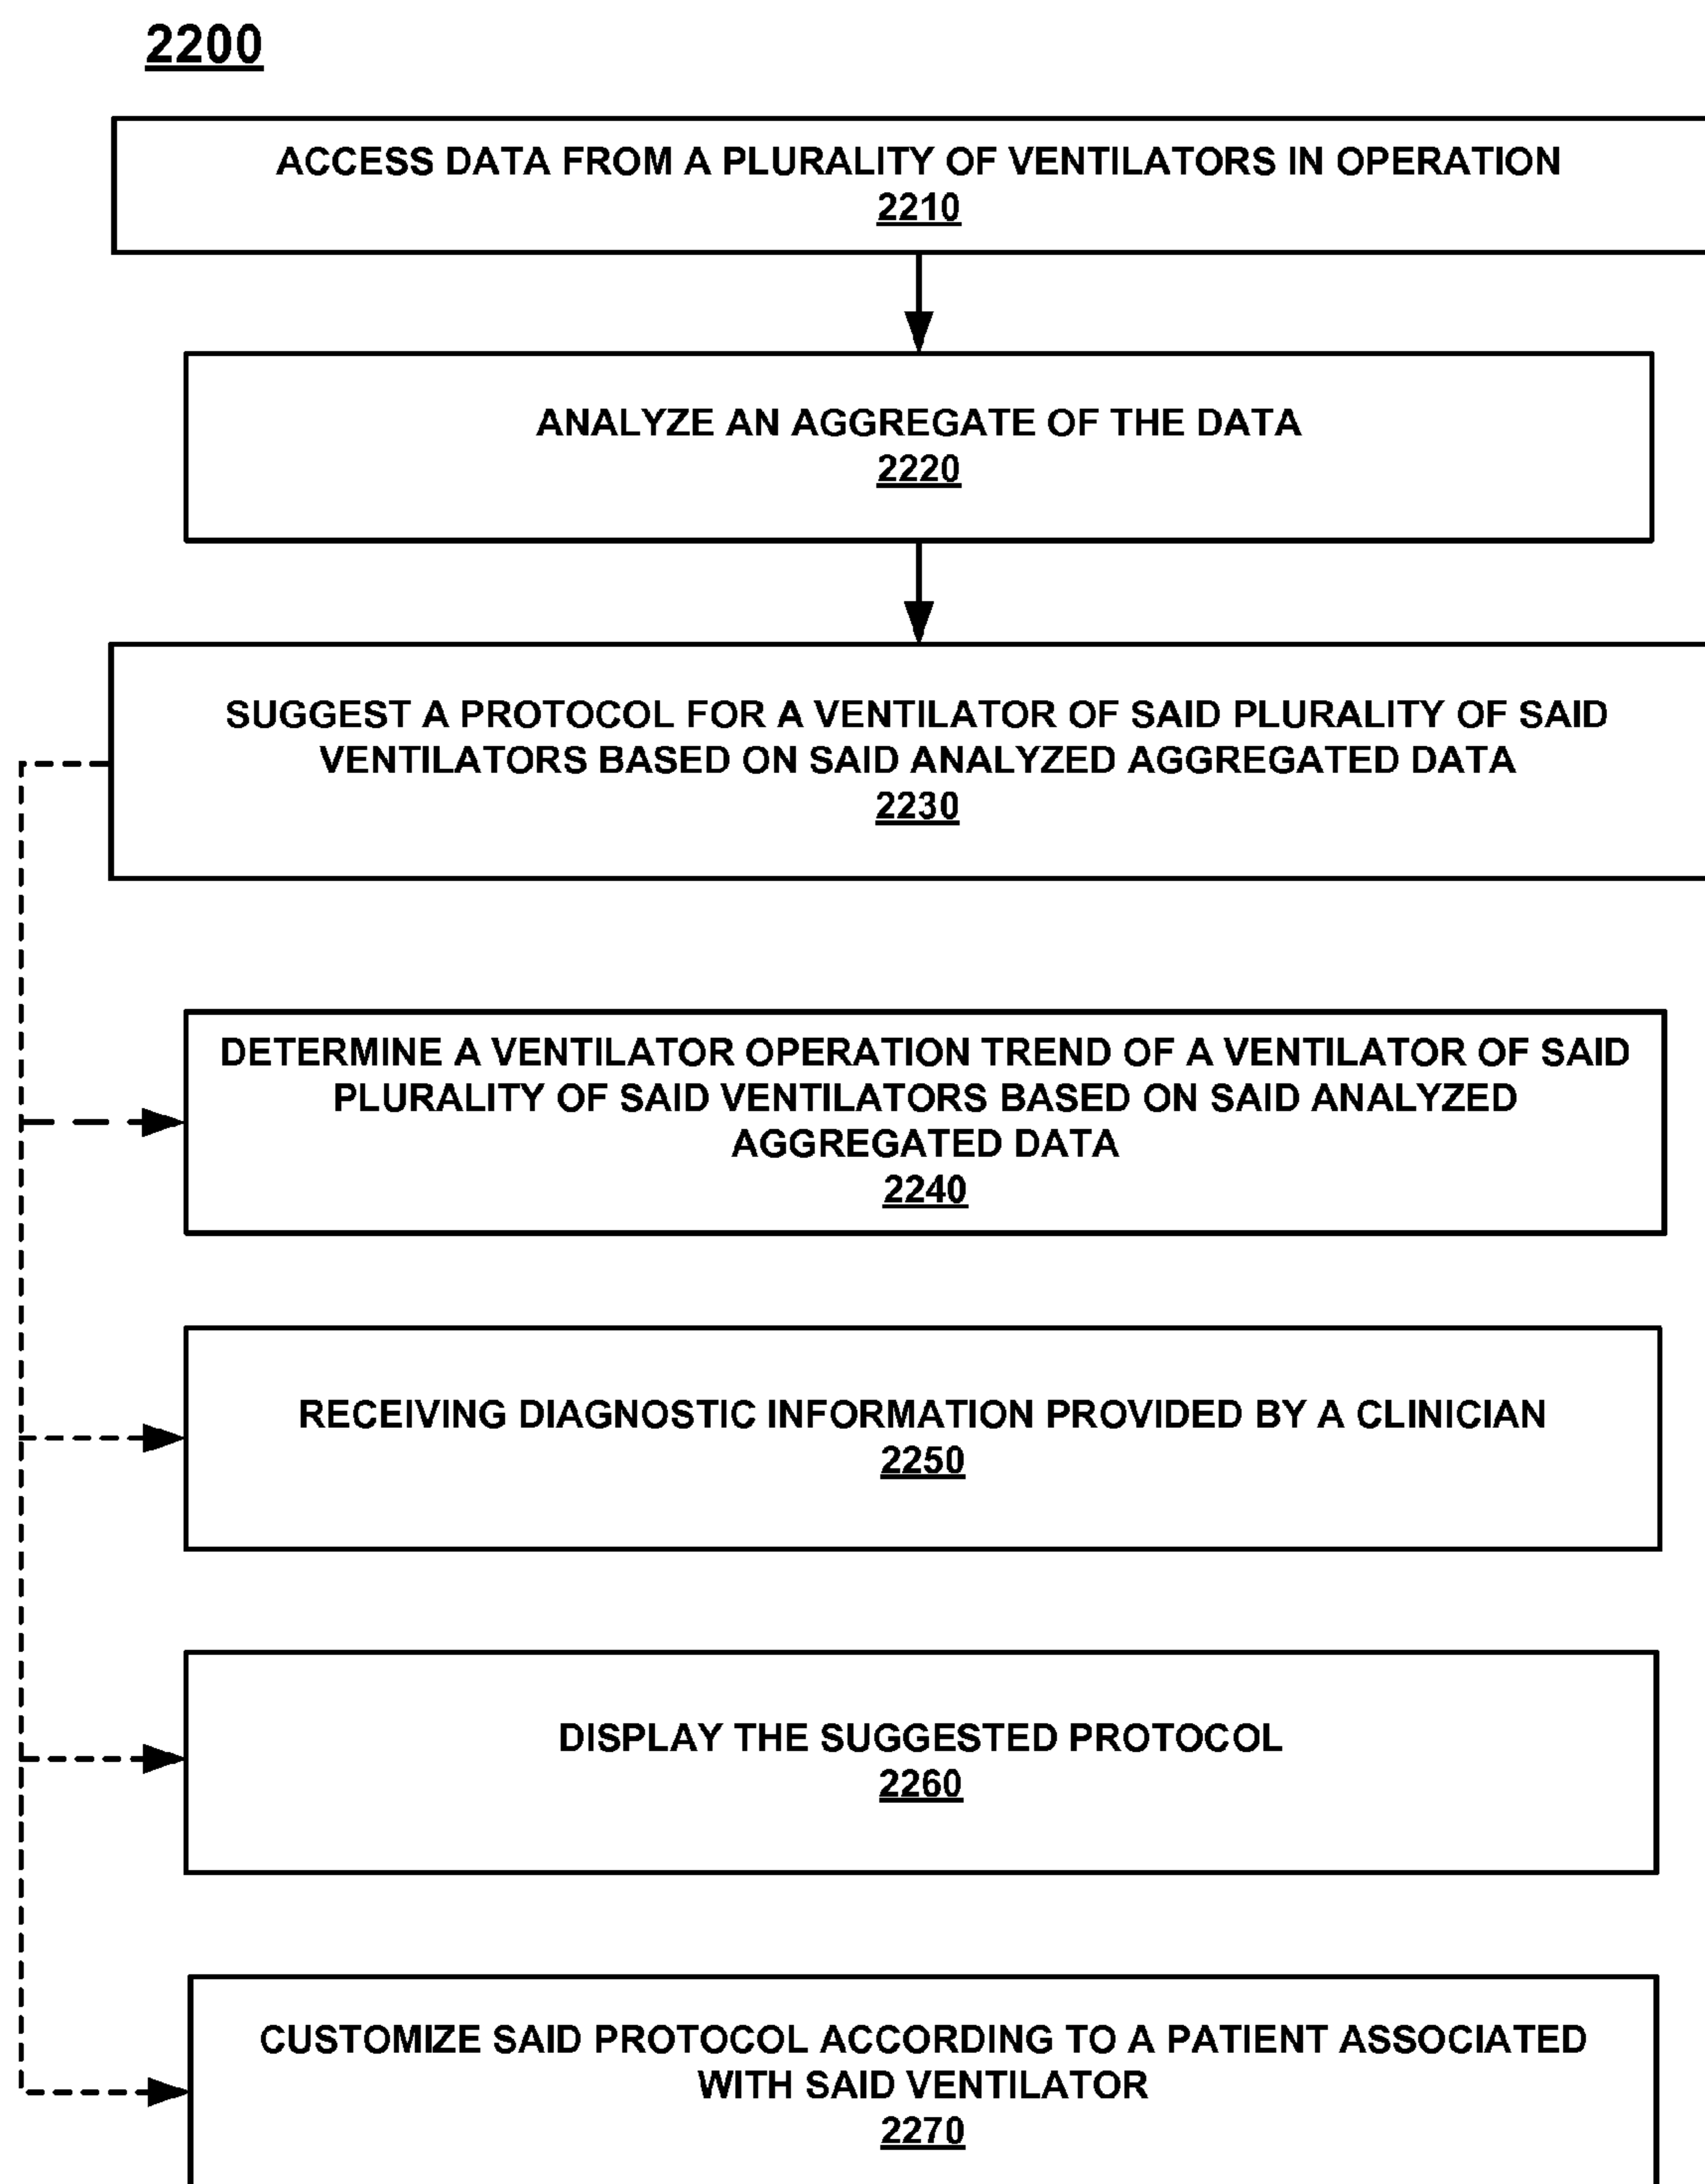 2200
ACCESS DATA FROM A PLURALITY OF VENTILATORS IN OPERATION
2210
ANALYZE AN AGGREGATE OF THE DATA
2220
SUGGEST A PROTOCOL FOR A VENTILATOR OF SAID PLURALITY OF SAID
VENTILATORS BASED ON SAID ANALYZED AGGREGATED DATA
2230
DETERMINE A VENTILATOR OPERATION TREND OF A VENTILATOR OF SAID
PLURALITY OF SAID VENTILATORS BASED ON SAID ANALYZED
AGGREGATED DATA
2240
RECEIVING DIAGNOSTIC INFORMATION PROVIDED BY A CLINICIAN
2250
DISPLAY THE SUGGESTED PROTOCOL
2260
CUSTOMIZE SAID PROTOCOL ACCORDING TO A PATIENT ASSOCIATED
WITH SAID VENTILATOR
2270